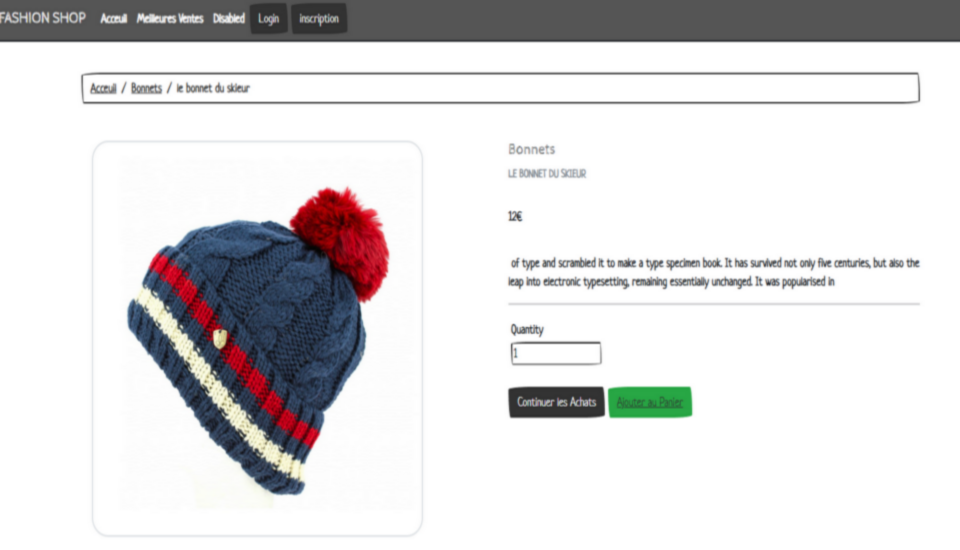 FASHION SHOP Acceuil Meilleures Ventes Disabled Login inscription
Acceuil / Bonnets / le bonnet du skieur
Bonnets
LE BONNET DU SKIEUR
12€
of type and scrambled it to make a type specimen book. It has survived not only five centuries, but also the
leap into electronic typesetting, remaining essentially unchanged. It was popularised in
Quantity
1
Continuer les Achats Ajouter au Panier